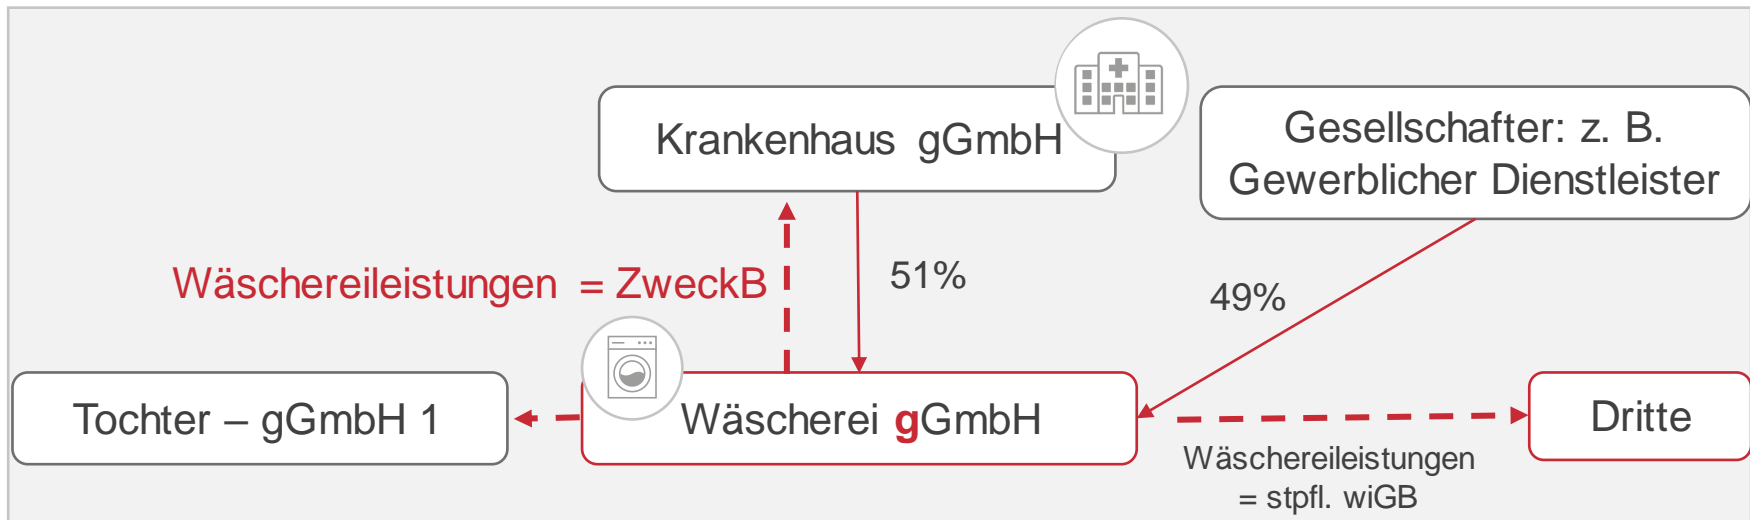 Krankenhaus gGmbH
Gesellschafter: z. B.
Gewerblicher Dienstleister
Wäschereileistungen = ZweckB
51%
49%
Tochter – gGmbH 1
Wäscherei gGmbH
Dritte
Wäschereileistungen
= stpfl. wiGB